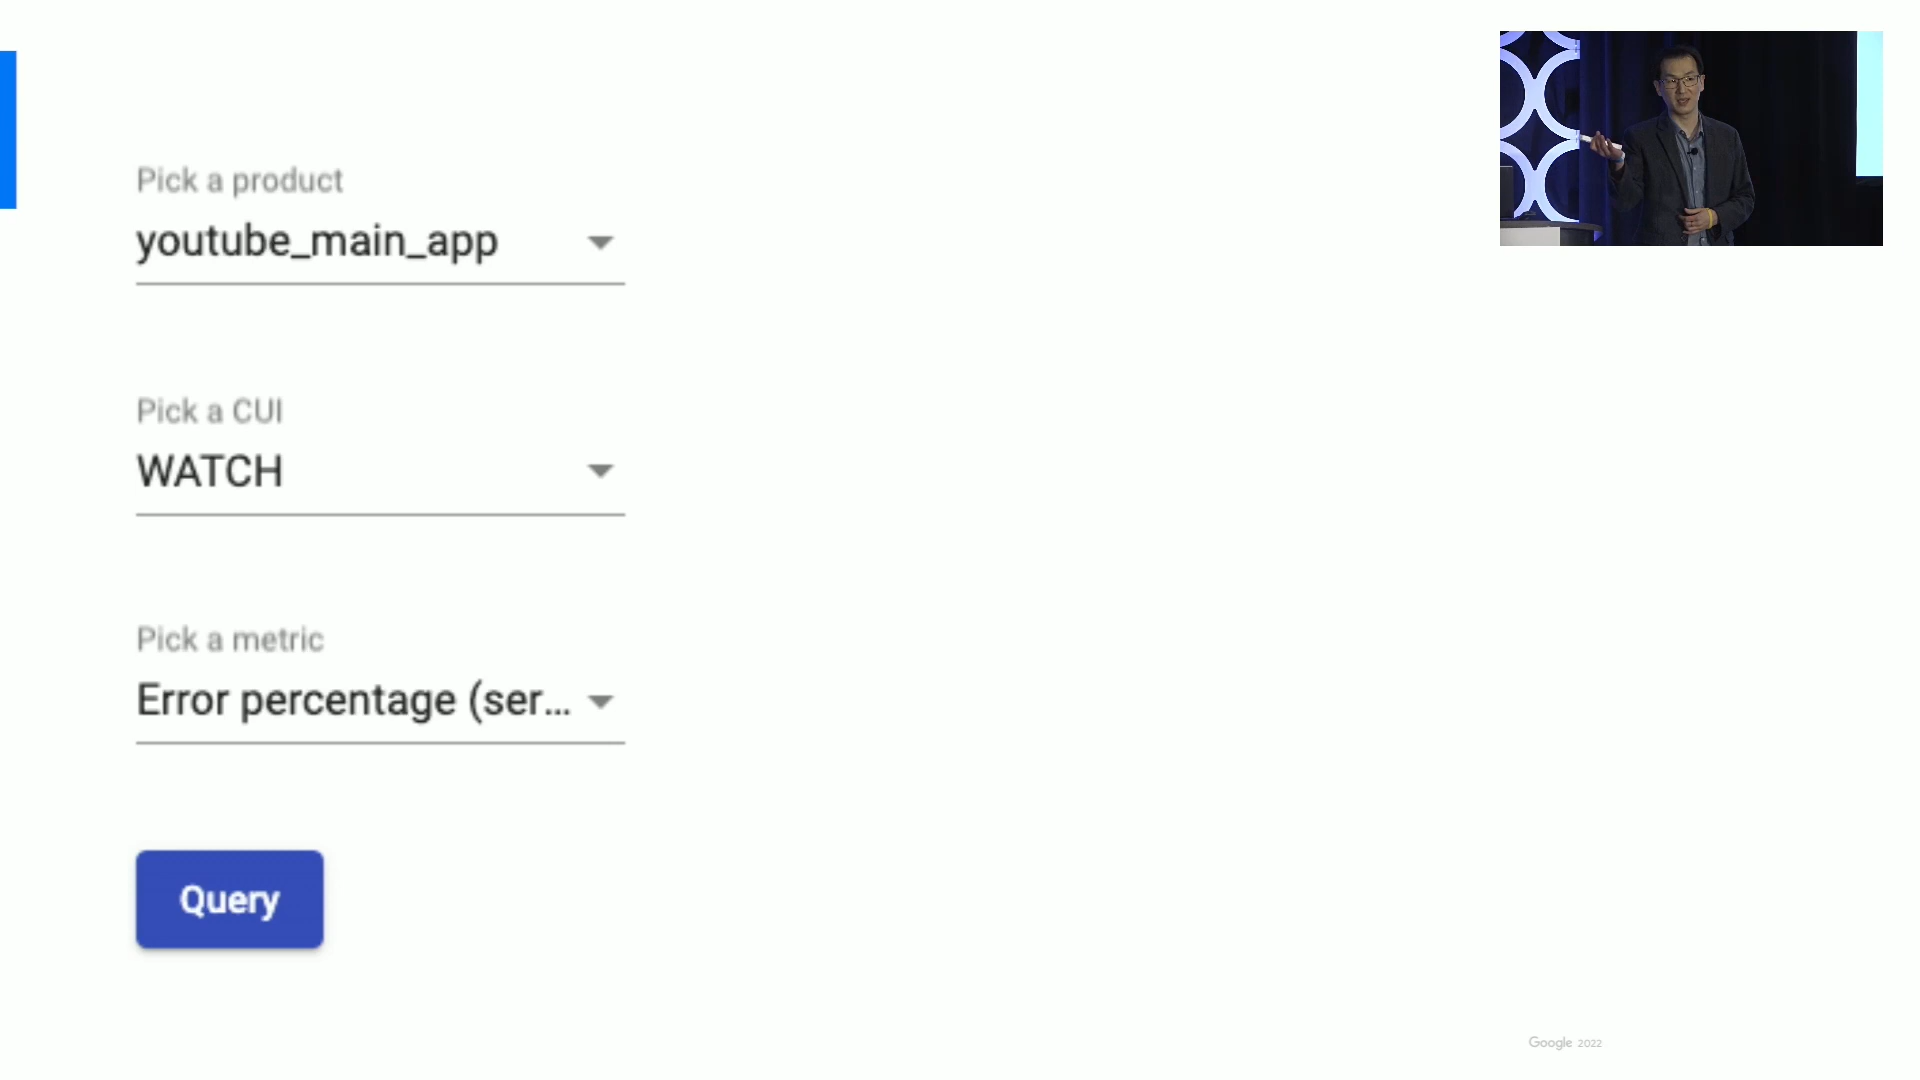 Pick a product
youtube_main_app
Pick a CUI
WATCH
Pick a metric
Error percentage (ser...
Query
Google 2022